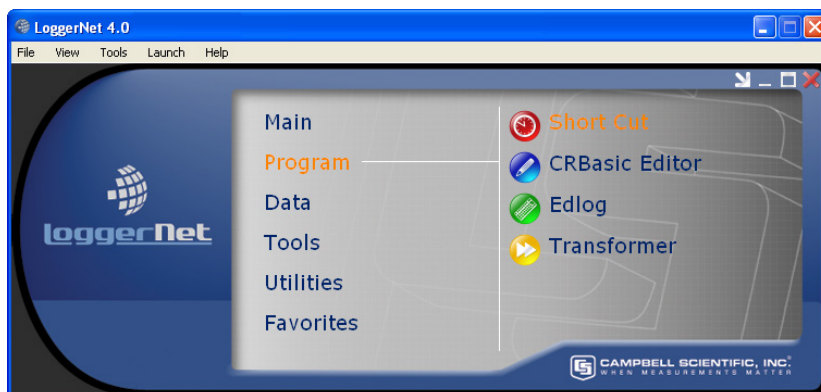 LoggerNet 4.0
File View Tools Launch Help
Main
Program
Data
Tools
Utilities
Favorites
Short Cut
CRBasic Editor
Edlog
Transformer
LoggerNet
CAMPBELL SCIENTIFIC, INC.
WHEN MEASUREMENTS MATTER